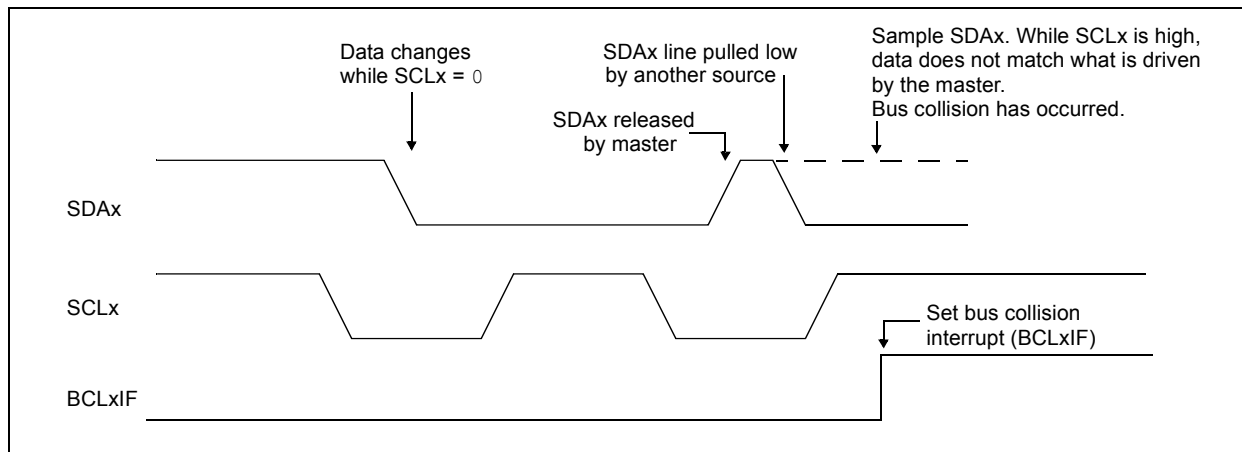 Data changes
while SCLx = 0
SDAx line pulled low
by another source
Sample SDAx. While SCLx is high,
data does not match what is driven
by the master.
Bus collision has occurred.
SDAx released
by master
SDAx
SCLx
Set bus collision
interrupt (BCLxIF)
BCLxIF